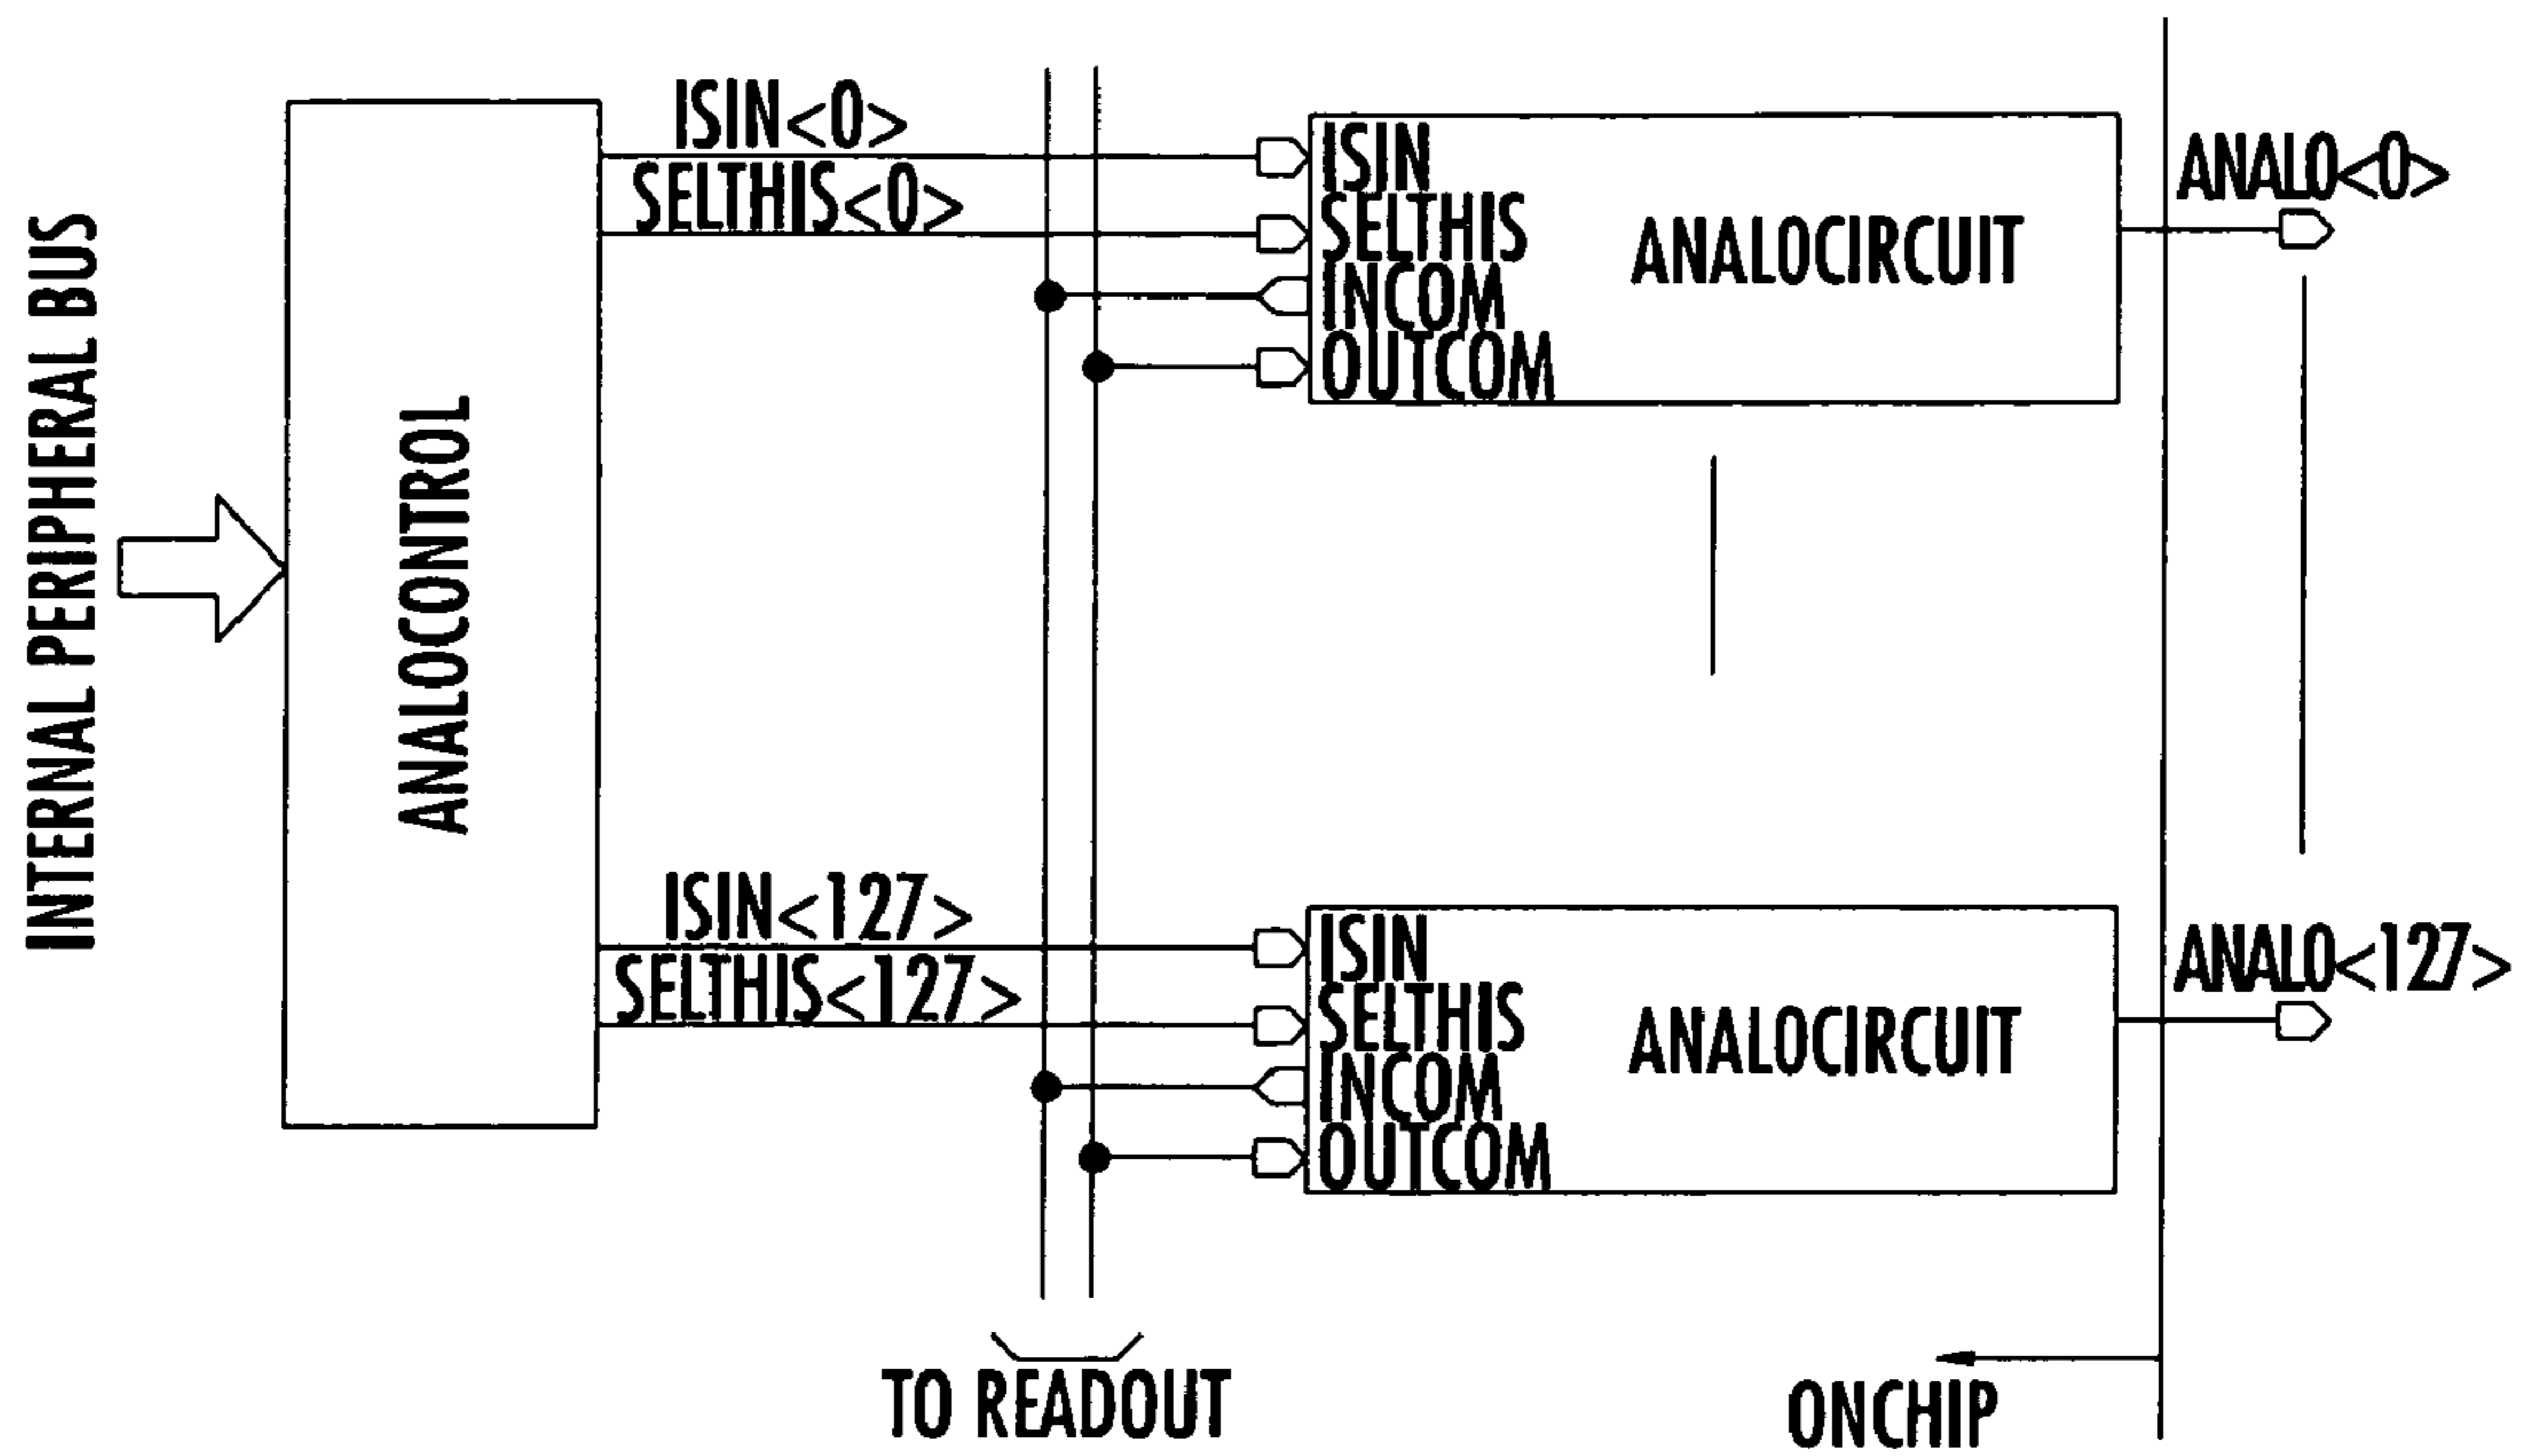 INTERNAL PERIPHERAL BUS
ANALOCONTROL
ISIN<0>
SELTHIS<0>
ISIN
SELTHIS
INCOM
OUTCOM
ANALOCIRCUIT
ANALO<0>
ISIN<127>
SELTHIS<127>
ISIN
SELTHIS
INCOM
OUTCOM
ANALOCIRCUIT
ANALO<127>
TO READOUT
ONCHIP